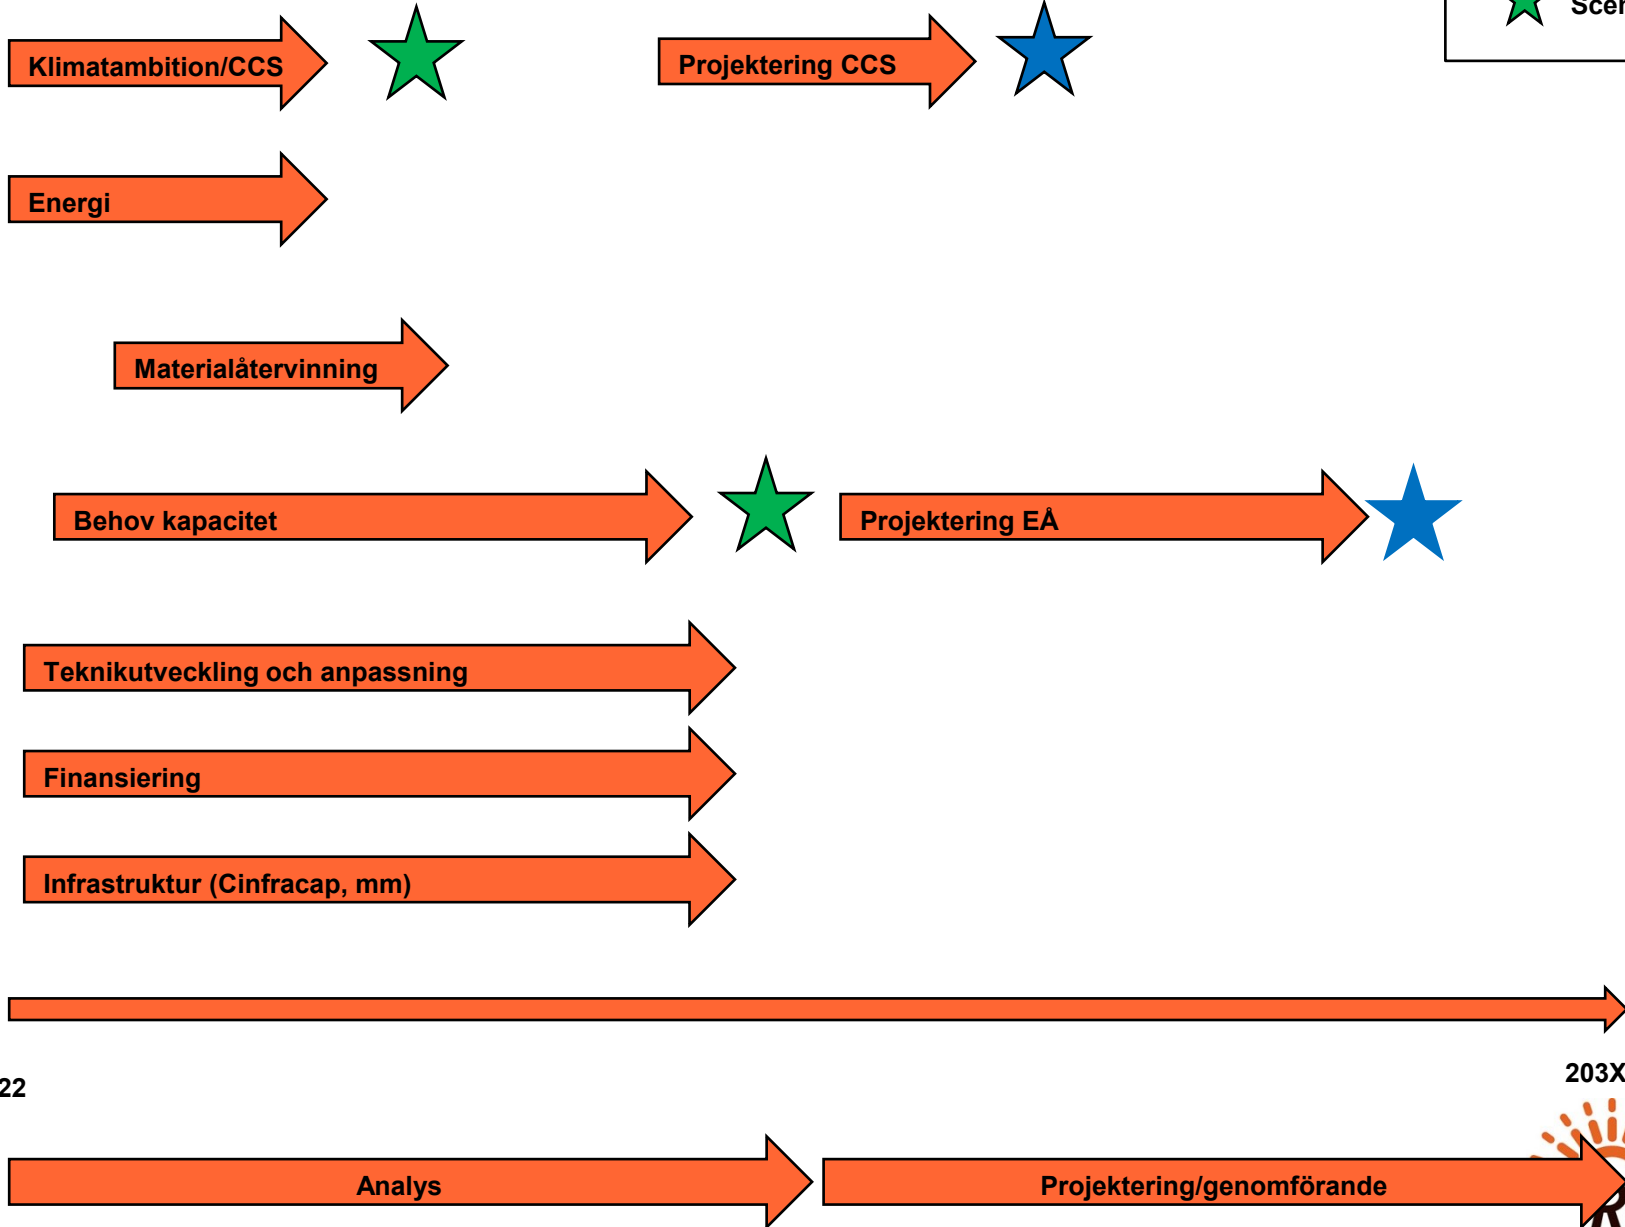 Klimatambition/CCS
Projektering CCS
Energi
Materialåtervinning
Behov kapacitet
Projektering EÅ
Teknikutveckling och anpassning
Finansiering
Infrastruktur (Cinfracap, mm)
22
203X
Analys
Projektering/genomförande